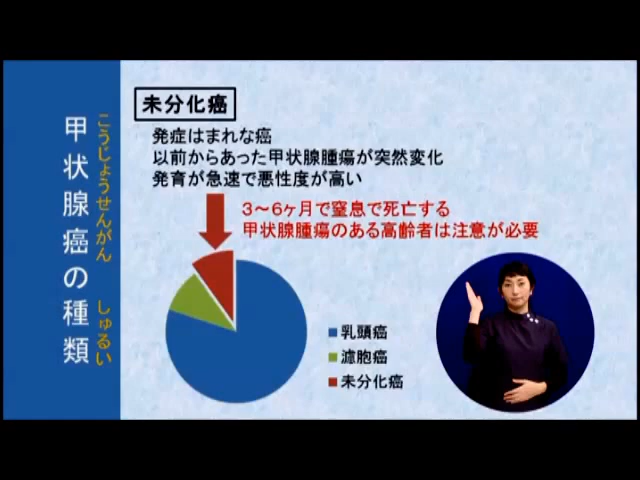 こうじょうせんがん しゅるい
甲状腺癌の種類
未分化癌
発症はまれな癌
以前からあった甲状腺腫瘍が突然変化
発育が急速で悪性度が高い
3～6ヶ月で窒息で死亡する
甲状腺腫瘍のある高齢者は注意が必要
乳頭癌
濾胞癌
未分化癌